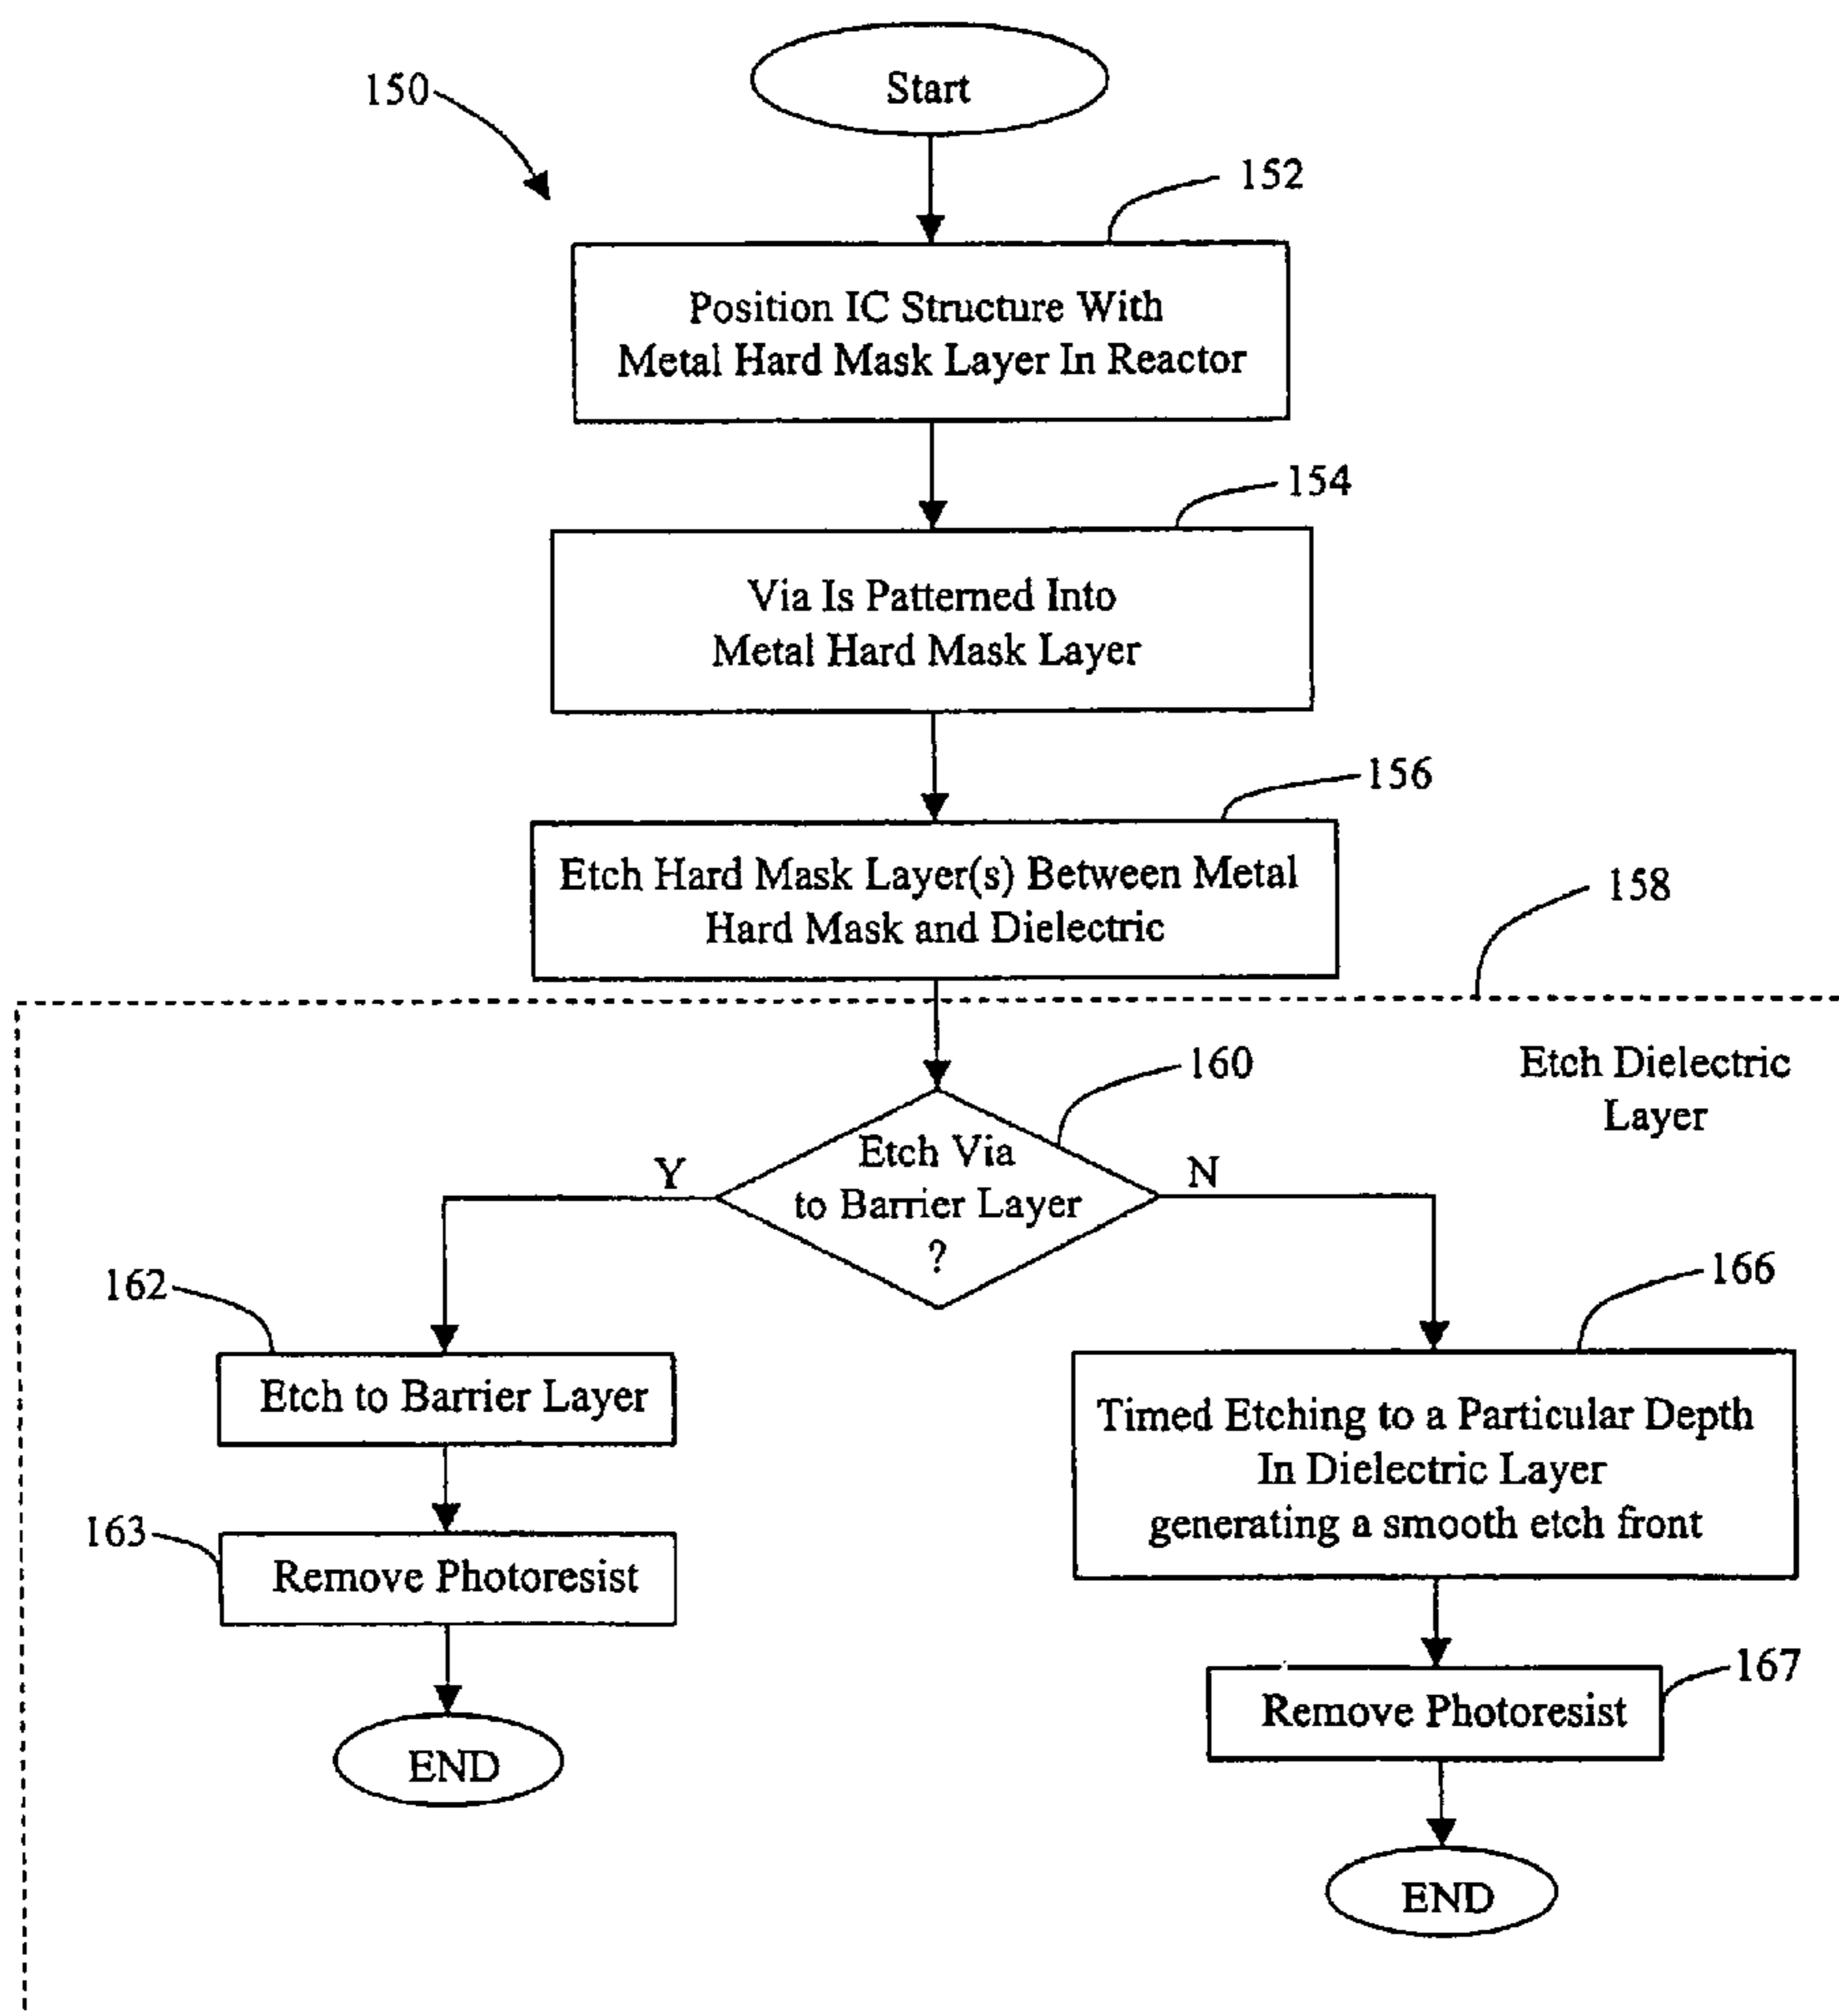 Start
150
152
Position IC Structure With
Metal Hard Mask Layer In Reactor
154
Via Is Patterned Into
Metal Hard Mask Layer
156
Etch Hard Mask Layer(s) Between Metal
Hard Mask and Dielectric
158
Etch Dielectric
Layer
160
Etch Via
to Barrier Layer
?
Y
N
162
Etch to Barrier Layer
166
Timed Etching to a Particular Depth
In Dielectric Layer
generating a smooth etch front
163
Remove Photoresist
167
Remove Photoresist
END
END